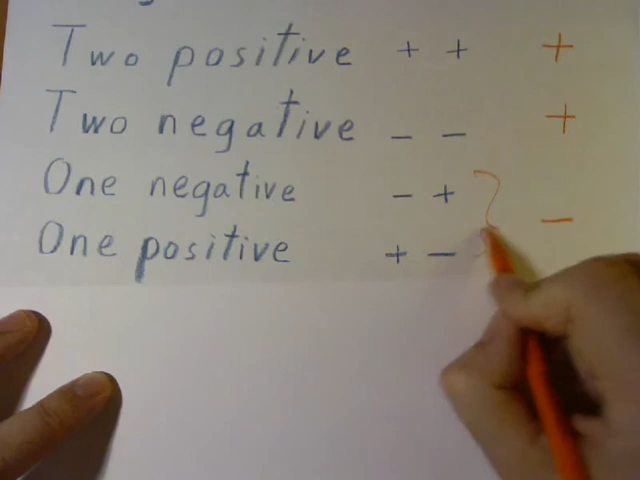 Two positive + + +
Two negative - - +
One negative - +
One positive + - -